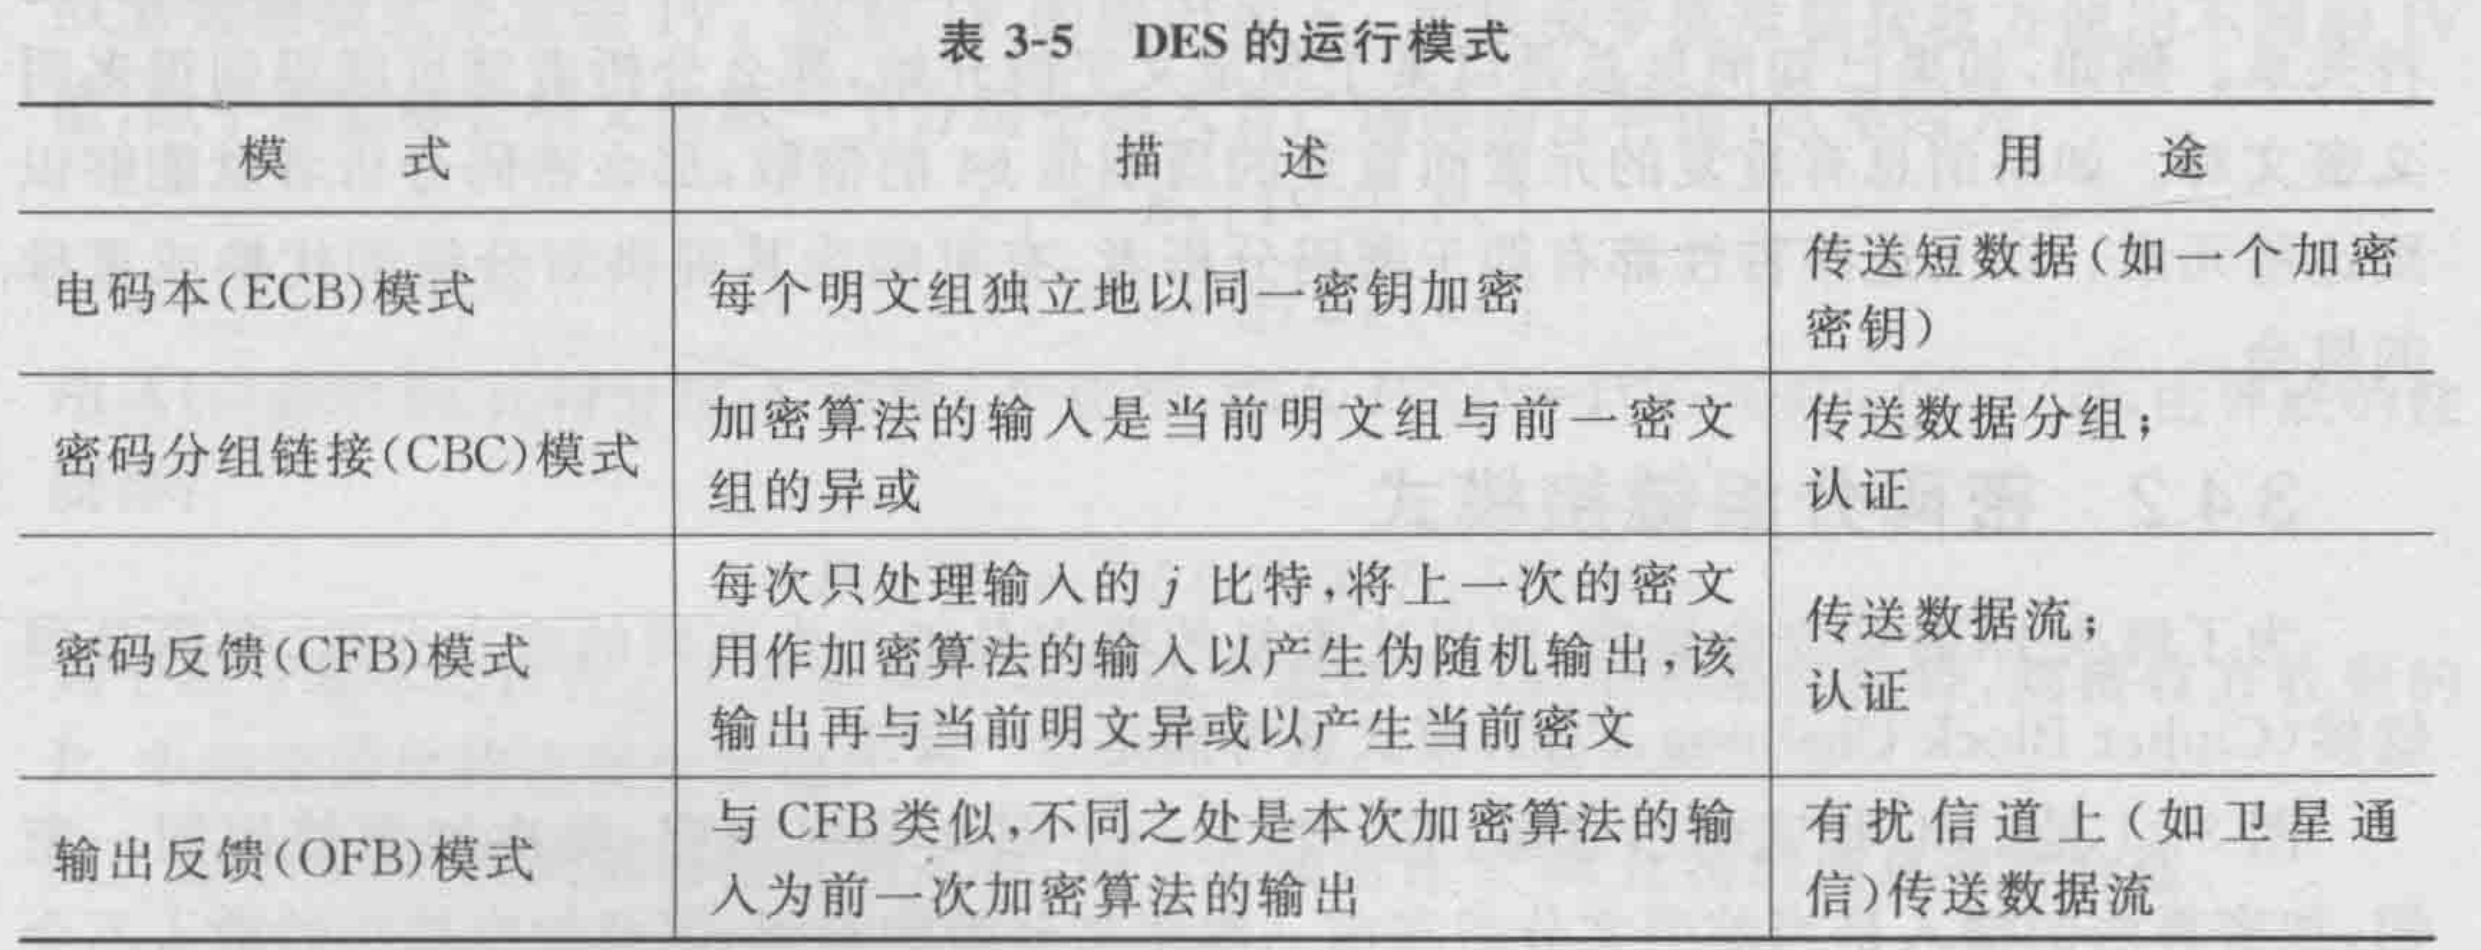 表 3-5 DES 的运行模式
模 式
描 述
用 途
电码本(ECB)模式
每个明文组独立地以同一密钥加密
传送短数据(如一个加密
密钥)
密码分组链接(CBC)模式
加密算法的输入是当前明文组与前一密文
组的异或
传送数据分组;
认证
密码反馈(CFB)模式
每次只处理输入的 j 比特,将上一次的密文
用作加密算法的输入以产生伪随机输出,该
输出再与当前明文异或以产生当前密文
传送数据流;
认证
输出反馈(OFB)模式
与 CFB 类似,不同之处是本次加密算法的输
入为前一次加密算法的输出
有扰信道上(如卫星通
信)传送数据流